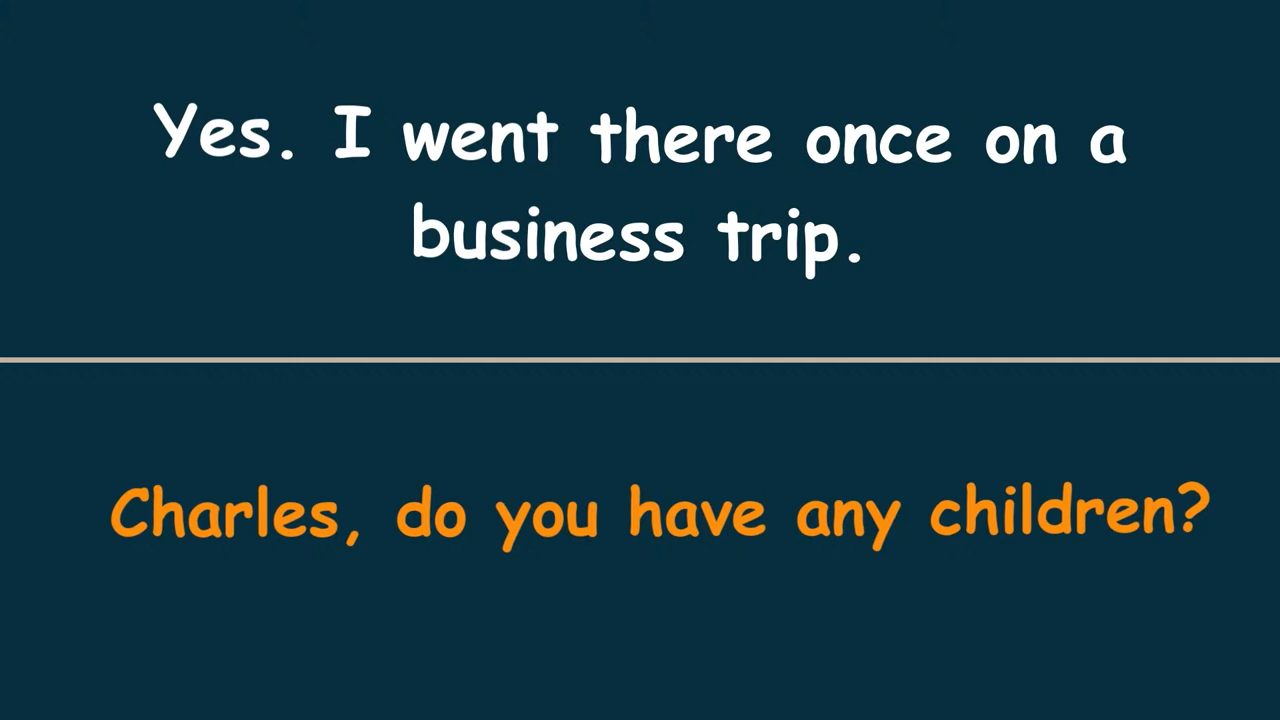 Yes. I went there once on a
business trip.
Charles, do you have any children?